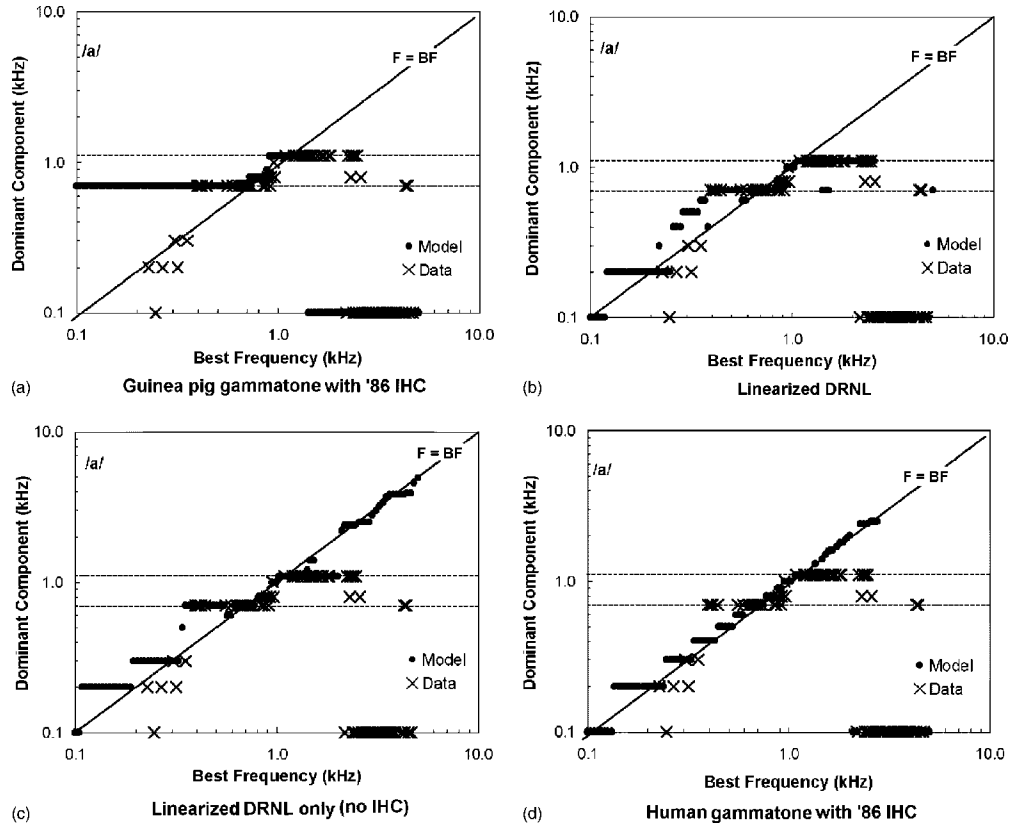 10.0
/a/
F = BF
Dominant Component (kHz)
1.0
Model
Data
0.1
0.1
1.0
10.0
Best Frequency (kHz)
(a)
Guinea pig gammatone with '86 IHC
10.0
/a/
F = BF
Dominant Component (kHz)
1.0
Model
Data
0.1
0.1
1.0
10.0
Best Frequency (kHz)
(b)
Linearized DRNL
10.0
/a/
F = BF
Dominant Component (kHz)
1.0
Model
Data
0.1
0.1
1.0
10.0
Best Frequency (kHz)
(c)
Linearized DRNL only (no IHC)
10.0
/a/
F = BF
Dominant Component (kHz)
1.0
Model
Data
0.1
0.1
1.0
10.0
Best Frequency (kHz)
(d)
Human gammatone with '86 IHC